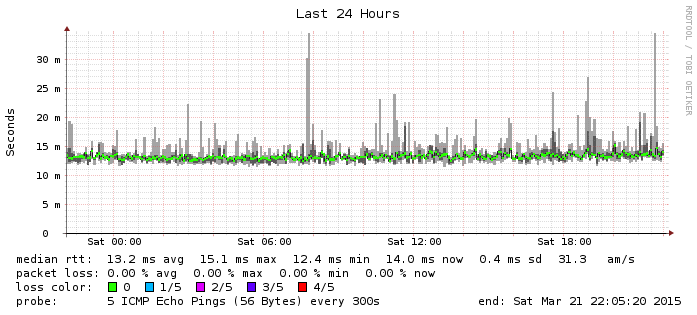 Last 24 Hours
RRDTOOL / TOBI OETIKER
Seconds
30 m
25 m
20 m
15 m
10 m
5 m
0
Sat 00:00 Sat 06:00 Sat 12:00 Sat 18:00
median rtt: 13.2 ms avg 15.1 ms max 12.4 ms min 14.0 ms now 0.4 ms sd 31.3 am/s
packet loss: 0.00 % avg 0.00 % max 0.00 % min 0.00 % now
loss color: 0 1/5 2/5 3/5 4/5
probe: 5 ICMP Echo Pings (56 Bytes) every 300s end: Sat Mar 21 22:05:20 2015